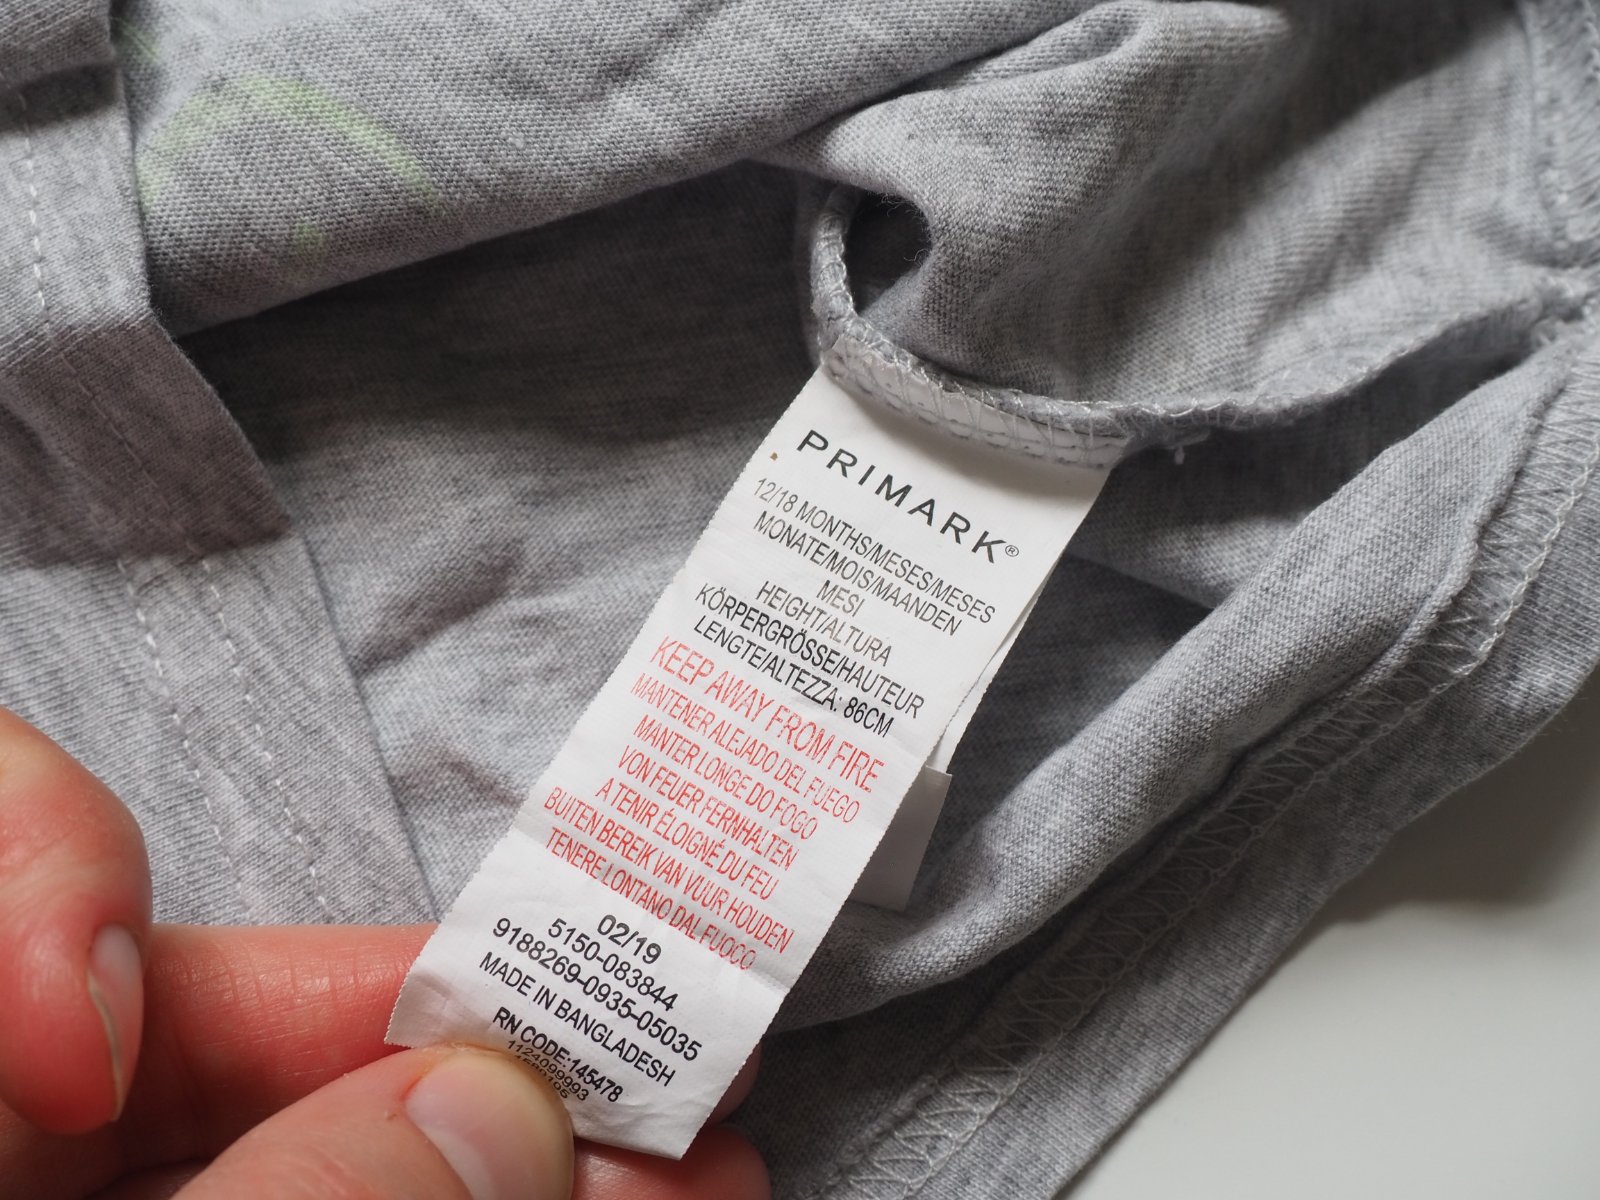 PRIMARK®
12/18 MONTHS/MESES/MESES
MONATE/MOIS/MAANDEN
MESI
HEIGHT/ALTURA
KÖRPERGRÖSSE/HAUTEUR
LENGTE/ALTEZZA: 86CM
KEEP AWAY FROM FIRE
MANTENER ALEJADO DEL FUEGO
MANTER LONGE DO FOGO
VON FEUER FERNHALTEN
A TENIR ÉLOIGNÉ DU FEU
BUITEN BEREIK VAN VUUR HOUDEN
TENERE LONTANO DAL FUOCO
02/19
5150-083844
9188269-0935-05035
MADE IN BANGLADESH
RN CODE:145478
1124099993